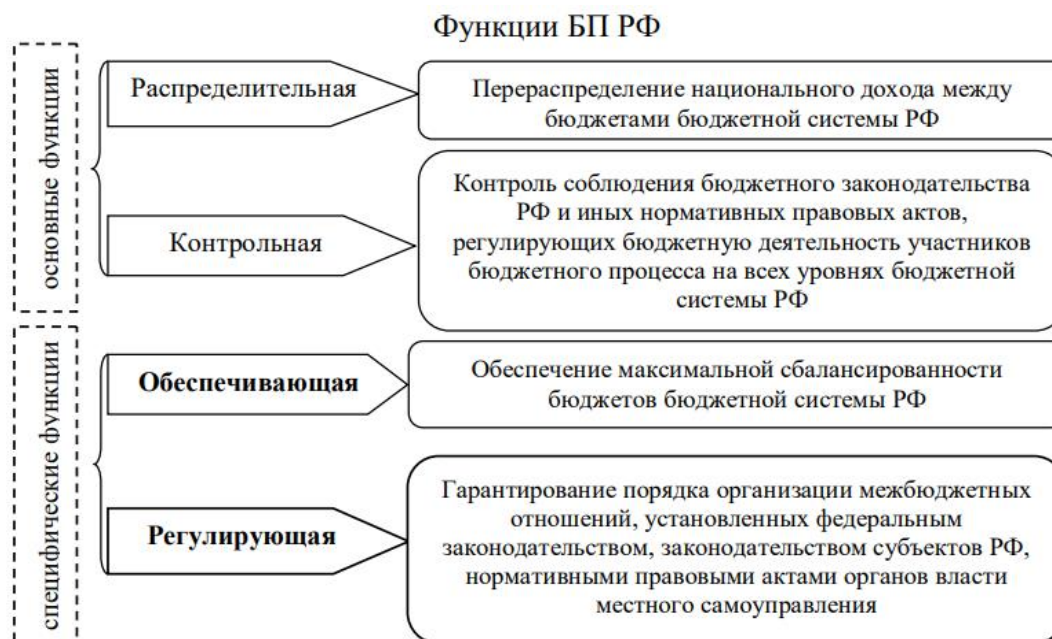 Функции БП РФ
основные функции
Распределительная
Перераспределение национального дохода между
бюджетами бюджетной системы РФ
Контрольная
Контроль соблюдения бюджетного законодательства
РФ и иных нормативных правовых актов,
регулирующих бюджетную деятельность участников
бюджетного процесса на всех уровнях бюджетной
системы РФ
специфические функции
Обеспечивающая
Обеспечение максимальной сбалансированности
бюджетов бюджетной системы РФ
Регулирующая
Гарантирование порядка организации межбюджетных
отношений, установленных федеральным
законодательством, законодательством субъектов РФ,
нормативными правовыми актами органов власти
местного самоуправления